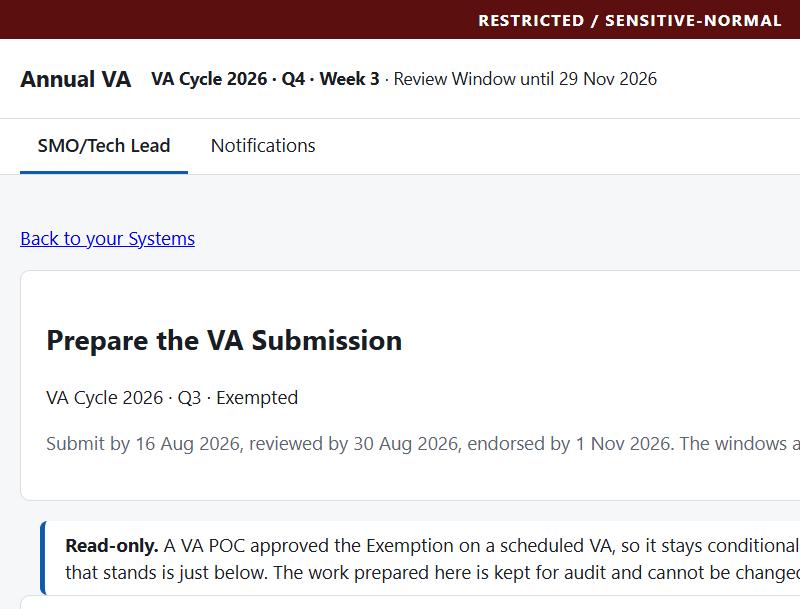 RESTRICTED / SENSITIVE-NORMAL
Annual VA VA Cycle 2026 · Q4 · Week 3 · Review Window until 29 Nov 2026
SMO/Tech Lead Notifications
Back to your Systems
Prepare the VA Submission
VA Cycle 2026 · Q3 · Exempted
Submit by 16 Aug 2026, reviewed by 30 Aug 2026, endorsed by 1 Nov 2026. The windows a
Read-only. A VA POC approved the Exemption on a scheduled VA, so it stays conditional
that stands is just below. The work prepared here is kept for audit and cannot be changed